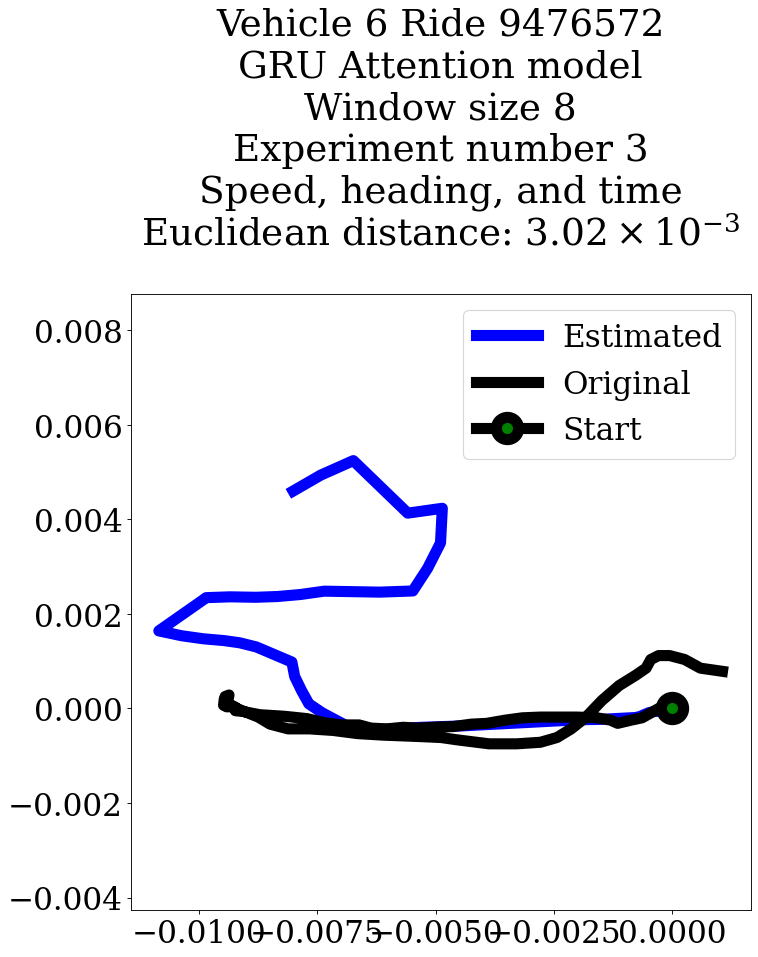 Vehicle 6 Ride 9476572
GRU Attention model
Window size 8
Experiment number 3
Speed, heading, and time
Euclidean distance: 3.02 × 10⁻³
Estimated
Original
Start
0.008
0.006
0.004
0.002
0.000
−0.002
−0.004
−0.0100 −0.0075 −0.0050 −0.0025 0.0000